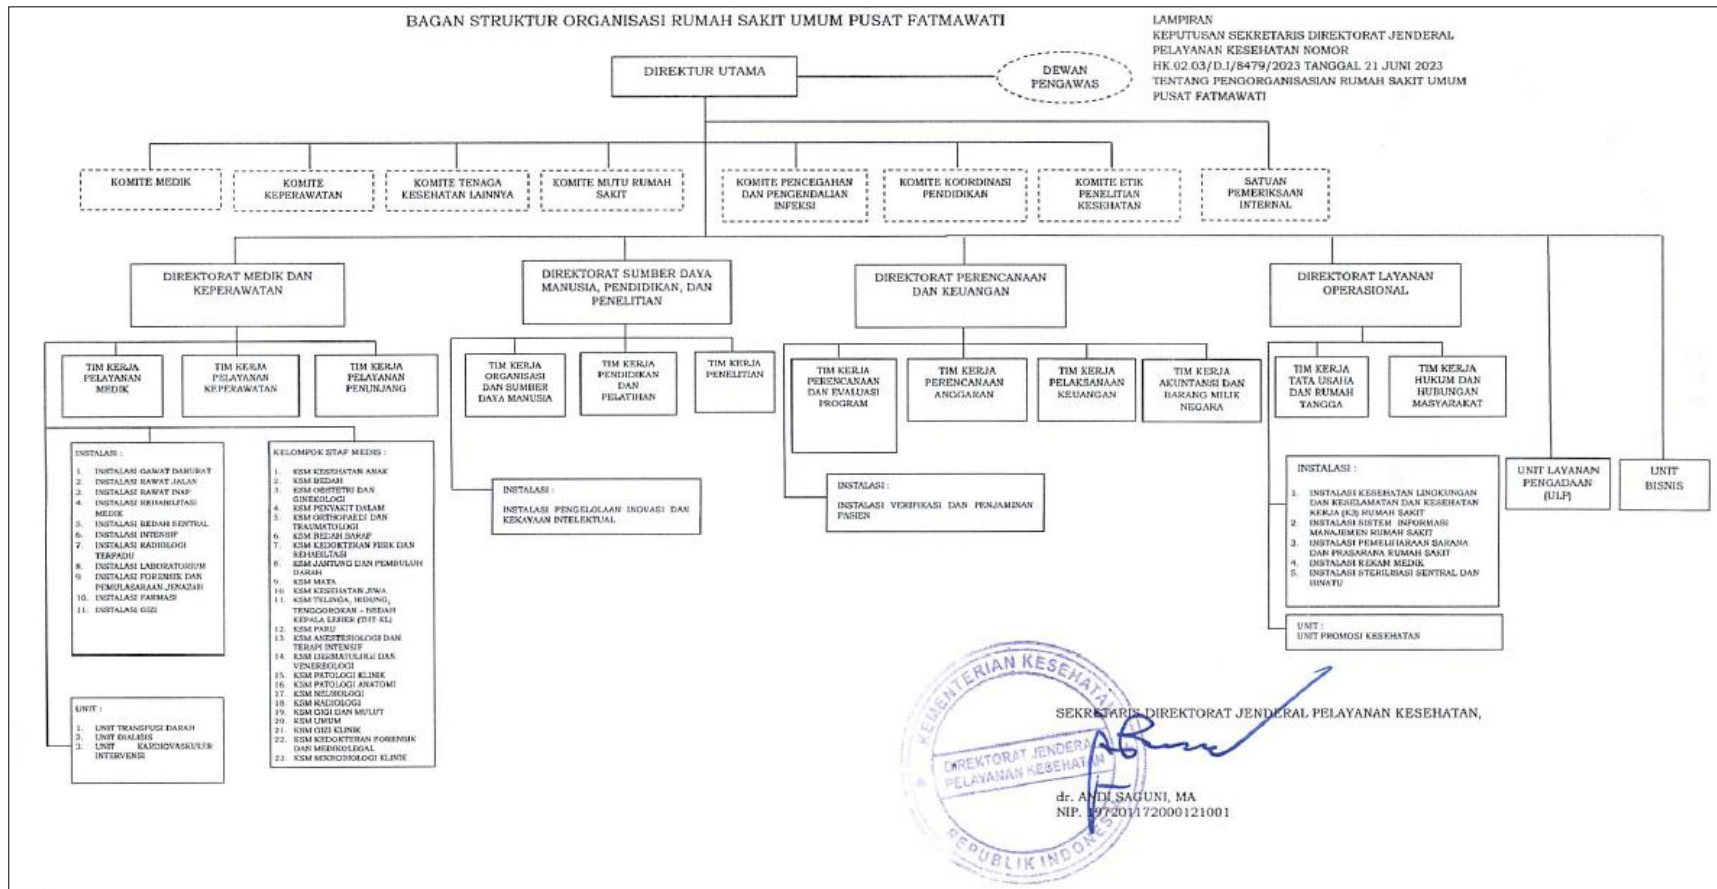 BAGAN STRUKTUR ORGANISASI RUMAH SAKIT UMUM PUSAT FATMAWATI
LAMPIRAN
KEPUTUSAN SEKRETARIS DIREKTORAT JENDERAL
PELAYANAN KESEHATAN NOMOR
HK.02.03/D.I/8479/2023 TANGGAL 21 JUNI 2023
TENTANG PENGORGANISASIAN RUMAH SAKIT UMUM
PUSAT FATMAWATI
DIREKTUR UTAMA
DEWAN
PENGAWAS
KOMITE MEDIK
KOMITE
KEPERAWATAN
KOMITE TENAGA
KESEHATAN LAINNYA
KOMITE MUTU RUMAH
SAKIT
KOMITE PENCEGAHAN
DAN PENGENDALIAN
INFEKSI
KOMITE KOORDINASI
PENDIDIKAN
KOMITE ETIK
PENELITIAN
KESEHATAN
SATUAN
PEMERIKSAAN
INTERNAL
DIREKTORAT MEDIK DAN
KEPERAWATAN
DIREKTORAT SUMBER DAYA
MANUSIA, PENDIDIKAN, DAN
PENELITIAN
DIREKTORAT PERENCANAAN
DAN KEUANGAN
DIREKTORAT LAYANAN
OPERASIONAL
TIM KERJA
PELAYANAN
MEDIK
TIM KERJA
PELAYANAN
KEPERAWATAN
TIM KERJA
PELAYANAN
PENUNJANG
TIM KERJA
ORGANISASI
DAN SUMBER
DAYA MANUSIA
TIM KERJA
PENDIDIKAN
DAN
PELATIHAN
TIM KERJA
PENELITIAN
TIM KERJA
PERENCANAAN
DAN EVALUASI
PROGRAM
TIM KERJA
PERENCANAAN
ANGGARAN
TIM KERJA
PELAKSANAAN
KEUANGAN
TIM KERJA
AKUNTANSI DAN
BARANG MILIK
NEGARA
TIM KERJA
TATA USAHA
DAN RUMAH
TANGGA
TIM KERJA
HUKUM DAN
HUBUNGAN
MASYARAKAT
INSTALASI :
1. INSTALASI GAWAT DARURAT
2. INSTALASI RAWAT JALAN
3. INSTALASI RAWAT INAP
4. INSTALASI REHABILITASI
MEDIK
5. INSTALASI BEDAH SENTRAL
6. INSTALASI INTENSIF
7. INSTALASI RADIOLOGI
TERPADU
8. INSTALASI LABORATORIUM
9. INSTALASI FORENSIK DAN
PEMULASARAAN JENAZAH
10. INSTALASI FARMASI
11. INSTALASI GIZI
KELOMPOK STAF MEDIS :
1. KSM KESEHATAN ANAK
2. KSM BEDAH
3. KSM OBSTETRI DAN
GINEKOLOGI
4. KSM PENYAKIT DALAM
5. KSM ORTHOPAEDI DAN
TRAUMATOLOGI
6. KSM BEDAH SARAF
7. KSM KEDOKTERAN FISIK DAN
REHABILTASI
8. KSM JANTUNG DAN PEMBULUH
DARAH
9. KSM MATA
10. KSM KESEHATAN JIWA
11. KSM TELINGA, HIDUNG,
TENGGOROKAN – BEDAH
KEPALA LEHER (THT-KL)
12. KSM PARU
13. KSM ANESTESIOLOGI DAN
TERAPI INTENSIF
14. KSM DERMATOLOGI DAN
VENEREOLOGI
15. KSM PATOLOGI KLINIK
16. KSM PATOLOGI ANATOMI
17. KSM NEUROLOGI
18. KSM RADIOLOGI
19. KSM GIGI DAN MULUT
20. KSM UMUM
21. KSM GIZI KLINIK
22. KSM KEDOKTERAN FORENSIK
DAN MEDIKOLEGAL
23. KSM MIKROBIOLOGI KLINIK
UNIT :
1. UNIT TRANSFUSI DARAH
2. UNIT DIALISIS
3. UNIT KARDIOVASKULER
INTERVENSI
INSTALASI :
INSTALASI PENGELOLAAN INOVASI DAN
KEKAYAAN INTELEKTUAL
INSTALASI :
INSTALASI VERIFIKASI DAN PENJAMINAN
PASIEN
INSTALASI :
1. INSTALASI KESEHATAN LINGKUNGAN
DAN KESELAMATAN DAN KESEHATAN
KERJA (K3) RUMAH SAKIT
2. INSTALASI SISTEM INFORMASI
MANAJEMEN RUMAH SAKIT
3. INSTALASI PEMELIHARAAN SARANA
DAN PRASARANA RUMAH SAKIT
4. INSTALASI REKAM MEDIK
5. INSTALASI STERILISASI SENTRAL DAN
BINATU
UNIT :
UNIT PROMOSI KESEHATAN
UNIT LAYANAN
PENGADAAN
(ULP)
UNIT
BISNIS
SEKRETARIS DIREKTORAT JENDERAL PELAYANAN KESEHATAN,
KEMENTERIAN KESEHATAN
DIREKTORAT JENDERAL
PELAYANAN KESEHATAN
REPUBLIK INDONESIA
dr. ANDI SAGUNI, MA
NIP. 197201172000121001